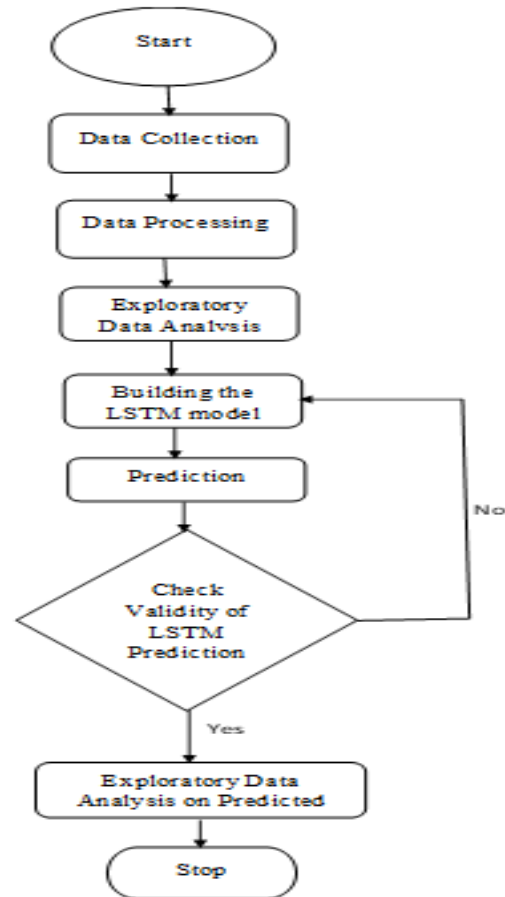 Start
Data Collection
Data Processing
Exploratory
Data Analysis
Building the
LSTM model
Prediction
No
Check
Validity of
LSTM
Prediction
Yes
Exploratory Data
Analysis on Predicted
Stop